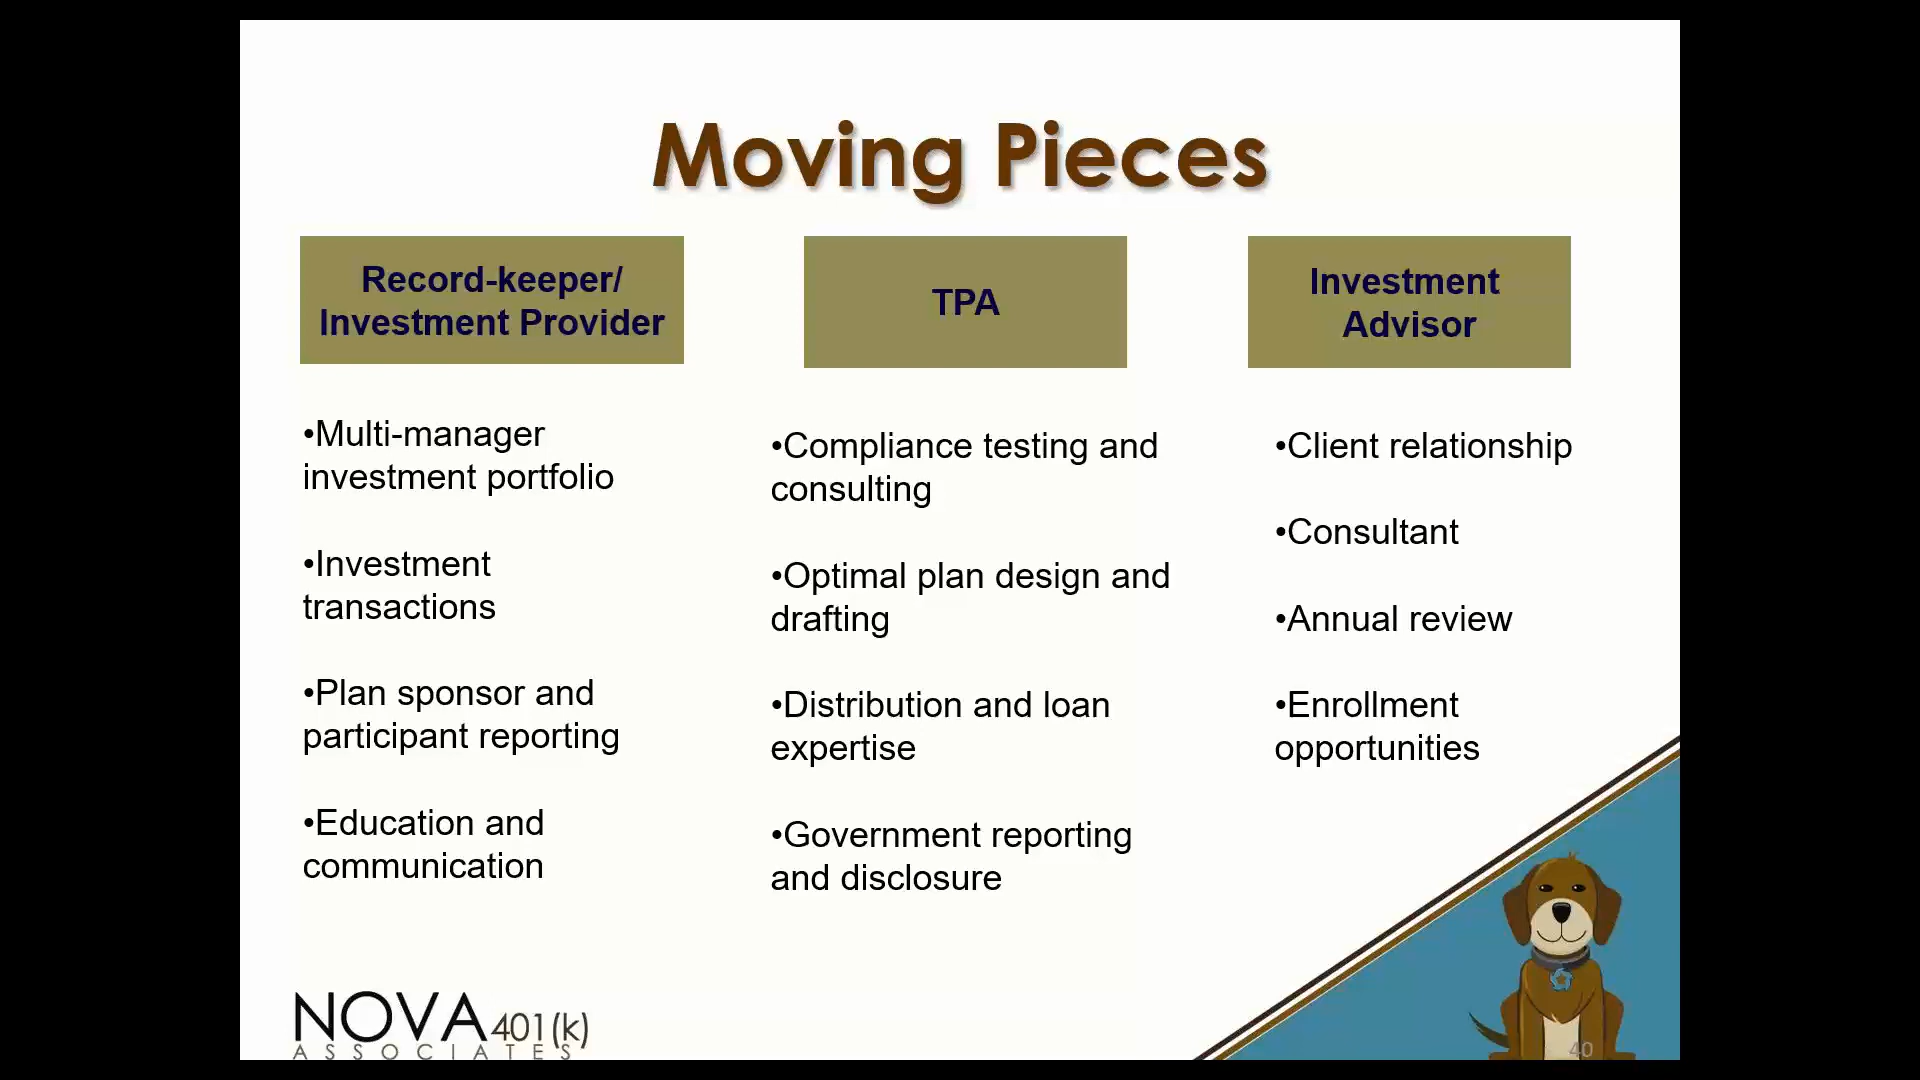 Moving Pieces
Record-keeper/
Investment Provider
•Multi-manager
investment portfolio
•Investment
transactions
•Plan sponsor and
participant reporting
•Education and
communication
TPA
•Compliance testing and
consulting
•Optimal plan design and
drafting
•Distribution and loan
expertise
•Government reporting
and disclosure
Investment
Advisor
•Client relationship
•Consultant
•Annual review
•Enrollment
opportunities
NOVA 401(k)
ASSOCIATES
40